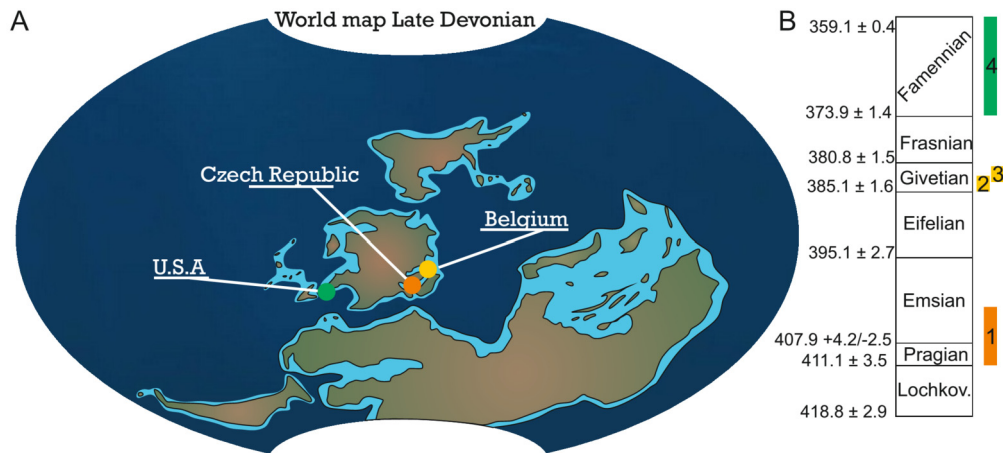 A
World map Late Devonian
Czech Republic
Belgium
U.S.A
B
359.1 ± 0.4
Famennian
4
373.9 ± 1.4
Frasnian
380.8 ± 1.5
Givetian
2
3
385.1 ± 1.6
Eifelian
395.1 ± 2.7
Emsian
407.9 +4.2/-2.5
1
Pragian
411.1 ± 3.5
Lochkov.
418.8 ± 2.9